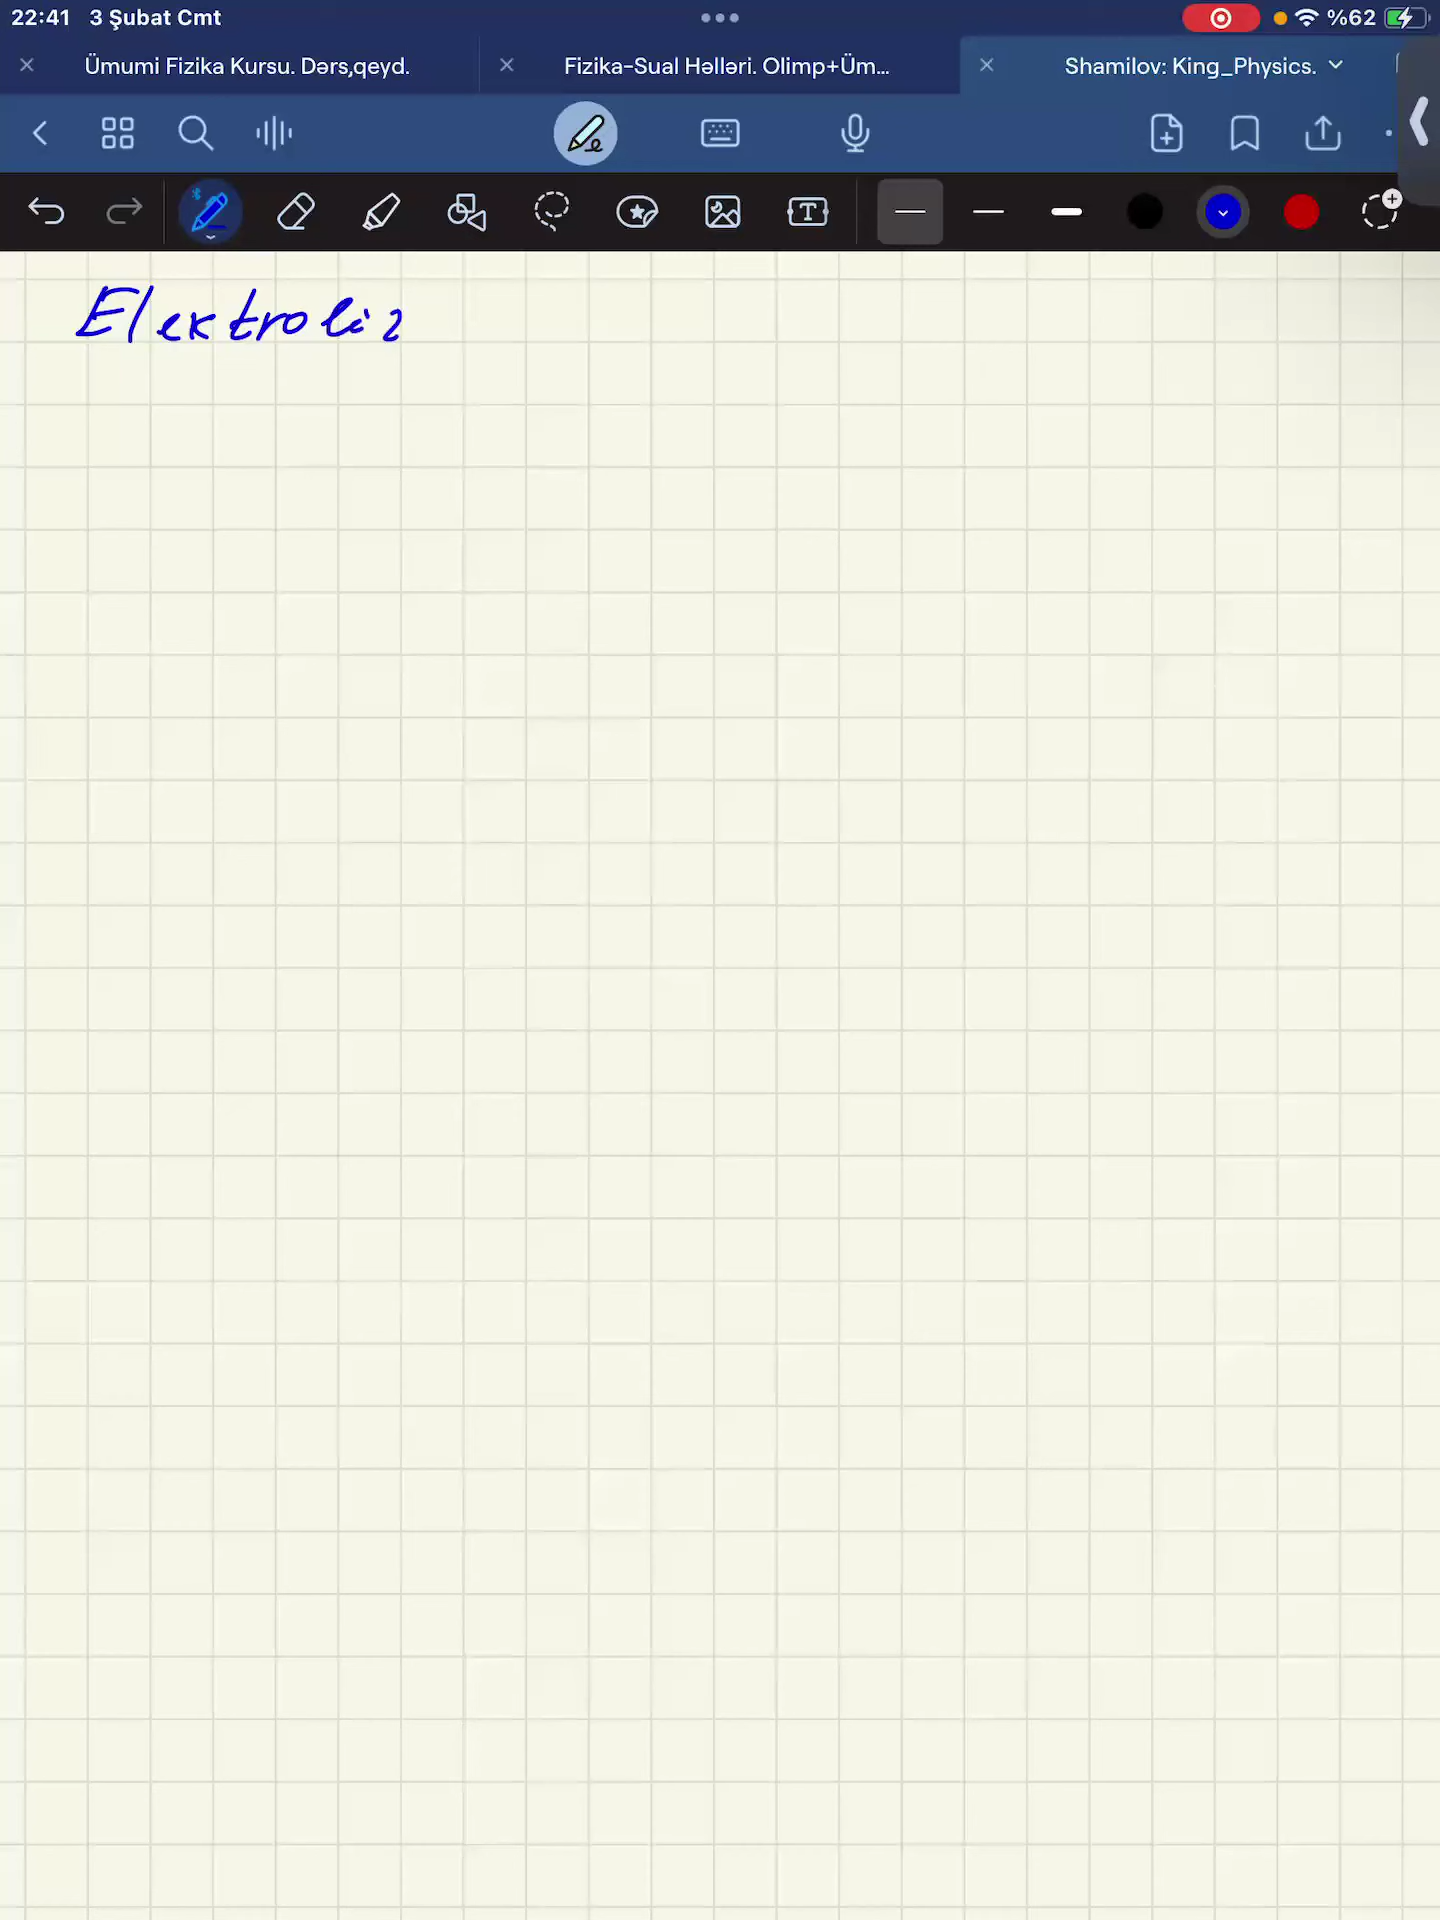 22:41 3 Şubat Cmt %62
Ümumi Fizika Kursu. Dərs,qeyd. Fizika-Sual Həlləri. Olimp+Üm... Shamilov: King_Physics.
Elektroliz